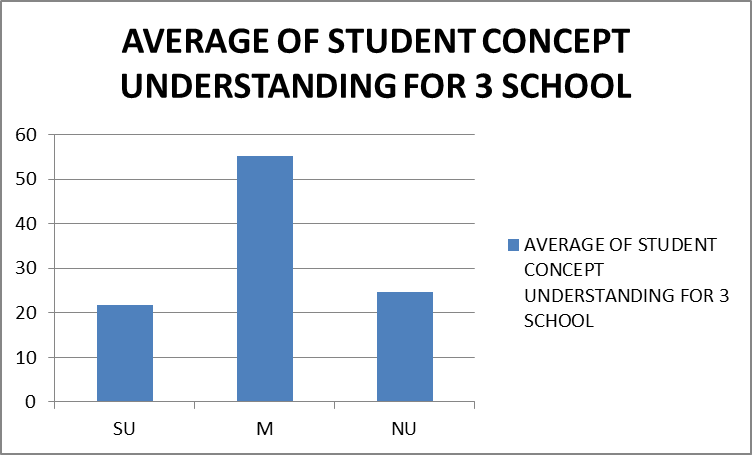 AVERAGE OF STUDENT CONCEPT
UNDERSTANDING FOR 3 SCHOOL
60
50
40
30
20
10
0
SU
M
NU
AVERAGE OF STUDENT
CONCEPT
UNDERSTANDING FOR 3
SCHOOL